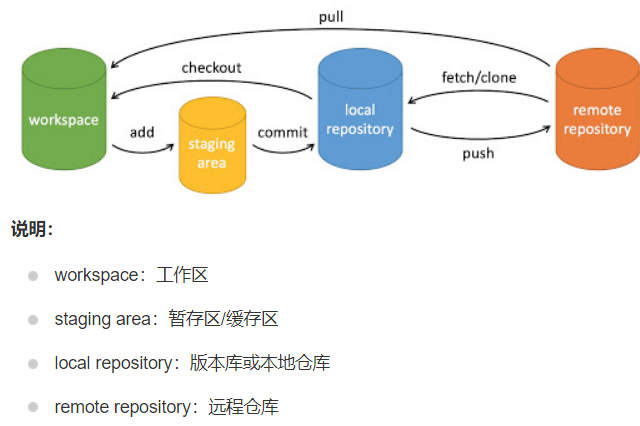 pull
checkout
fetch/clone
workspace
local
repository
remote
repository
add
staging
area
commit
push
说明：
workspace：工作区
staging area：暂存区/缓存区
local repository：版本库或本地仓库
remote repository：远程仓库